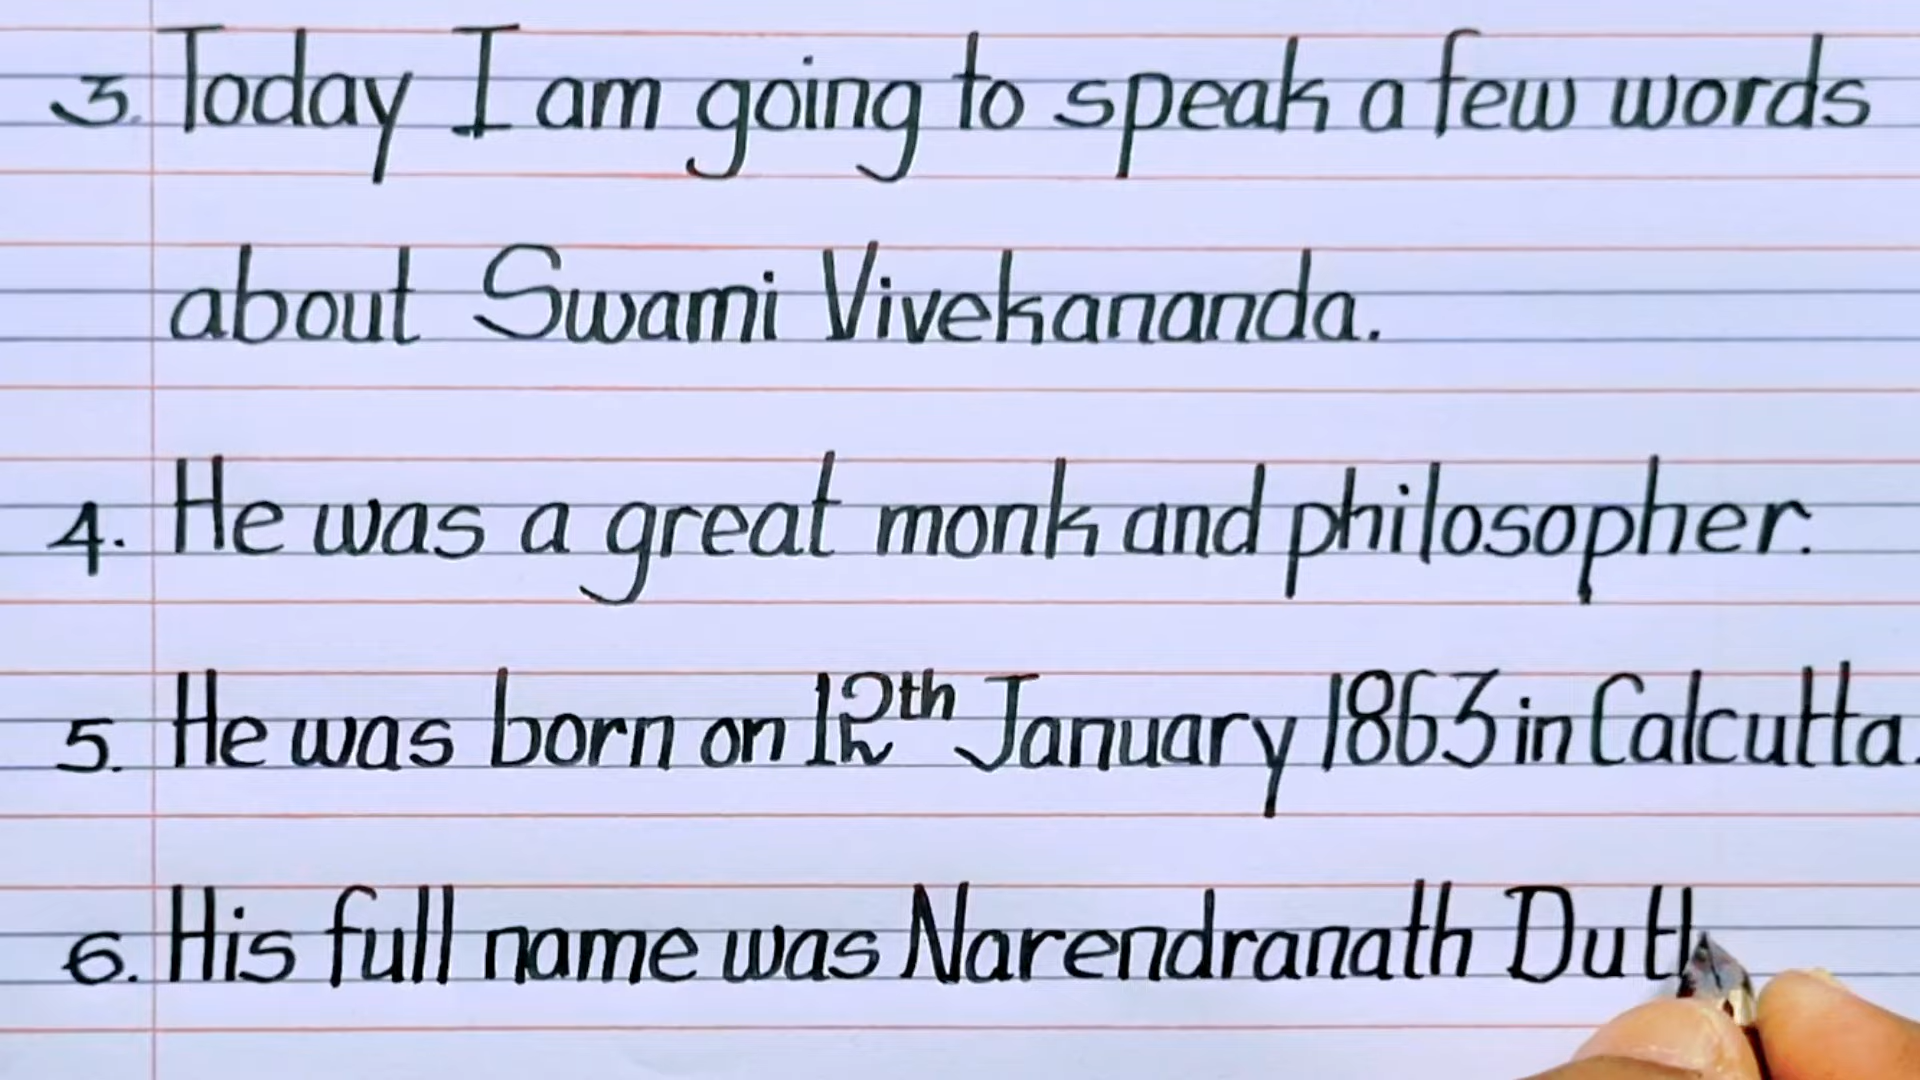 3. Today I am going to speak a few words
about Swami Vivekananda.
4. He was a great monk and philosopher.
5. He was born on 12th January 1863 in Calcutta.
6. His full name was Narendranath Dutt